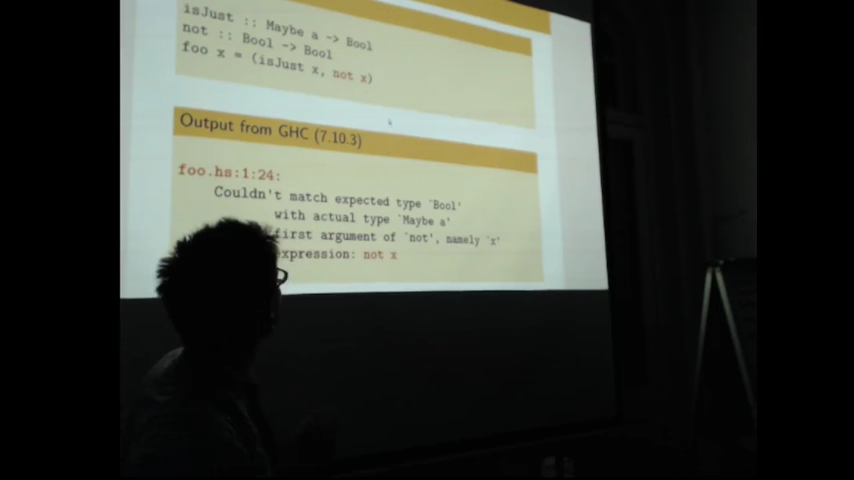 isJust :: Maybe a -> Bool
not :: Bool -> Bool
foo x = (isJust x, not x)
Output from GHC (7.10.3)
foo.hs:1:24:
Couldn't match expected type `Bool'
with actual type `Maybe a'
first argument of `not', namely `x'
expression: not x